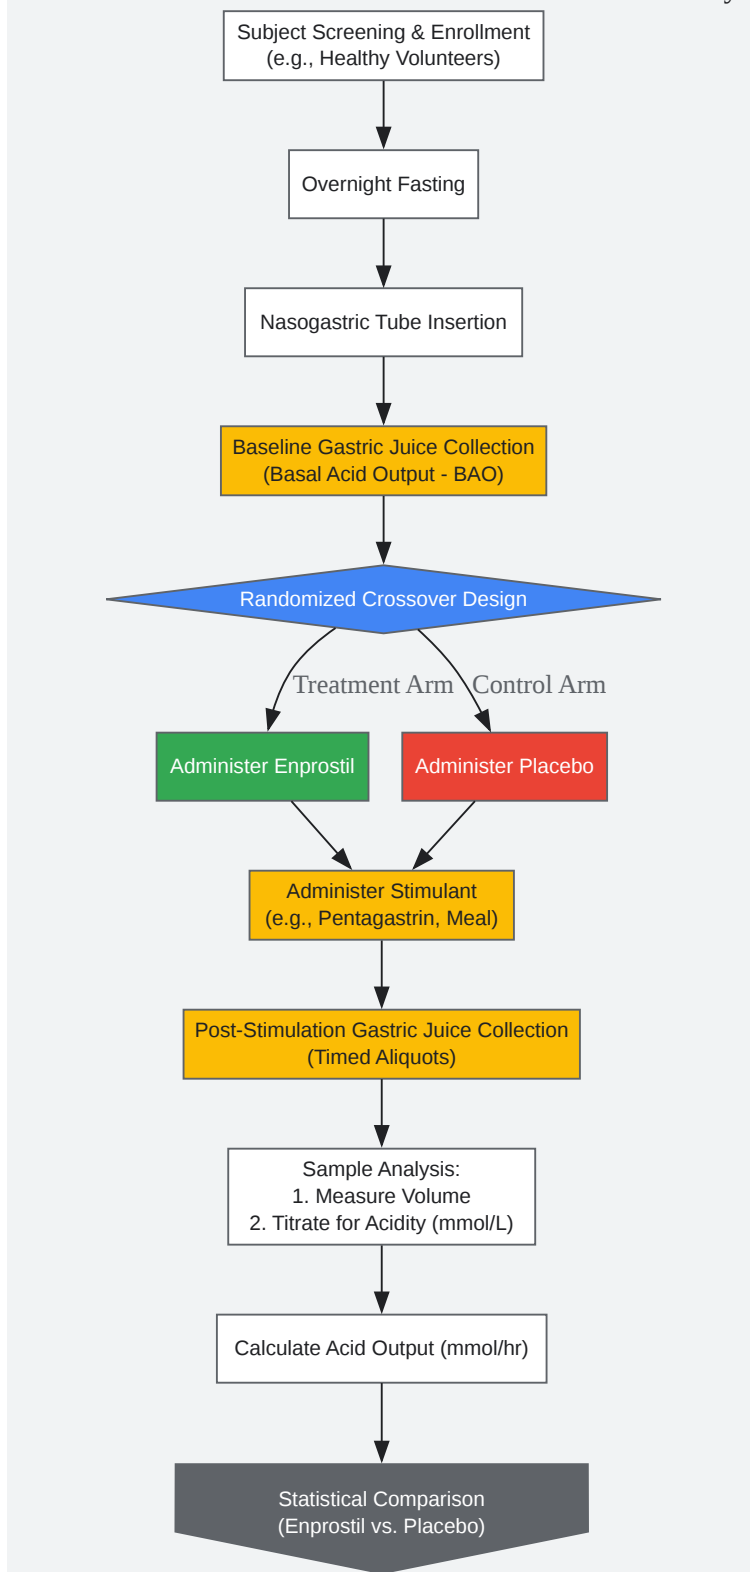 Subject Screening & Enrollment
(e.g., Healthy Volunteers)
Overnight Fasting
Nasogastric Tube Insertion
Baseline Gastric Juice Collection
(Basal Acid Output - BAO)
Randomized Crossover Design
Treatment Arm
Control Arm
Administer Enprostil
Administer Placebo
Administer Stimulant
(e.g., Pentagastrin, Meal)
Post-Stimulation Gastric Juice Collection
(Timed Aliquots)
Sample Analysis:
1. Measure Volume
2. Titrate for Acidity (mmol/L)
Calculate Acid Output (mmol/hr)
Statistical Comparison
(Enprostil vs. Placebo)